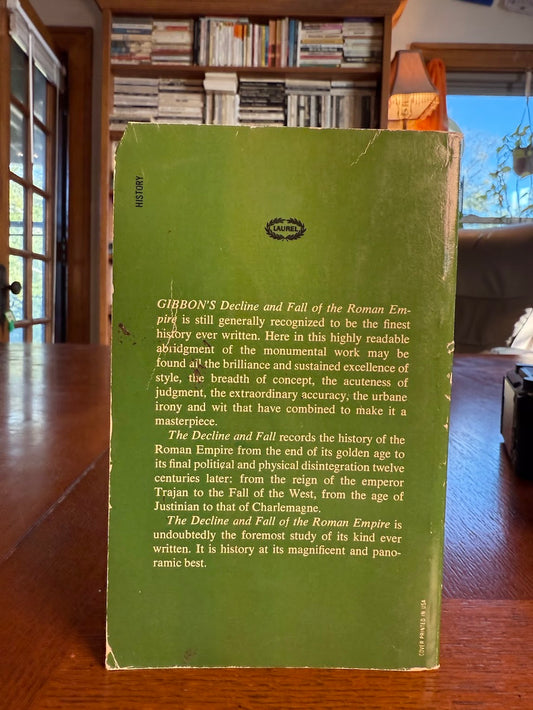 HISTORY
LAUREL
GIBBON'S Decline and Fall of the Roman Em-
pire is still generally recognized to be the finest
history ever written. Here in this highly readable
abridgment of the monumental work may be
found all the brilliance and sustained excellence of
style, the breadth of concept, the acuteness of
judgment, the extraordinary accuracy, the urbane
irony and wit that have combined to make it a
masterpiece.
The Decline and Fall records the history of the
Roman Empire from the end of its golden age to
its final political and physical disintegration twelve
centuries later: from the reign of the emperor
Trajan to the Fall of the West, from the age of
Justinian to that of Charlemagne.
The Decline and Fall of the Roman Empire is
undoubtedly the foremost study of its kind ever
written. It is history at its magnificent and pano-
ramic best.
COVER PRINTED IN USA